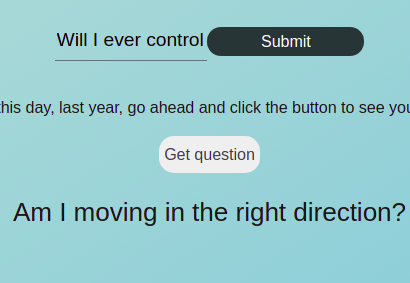 Will I ever control Submit
this day, last year, go ahead and click the button to see you
Get question
Am I moving in the right direction?